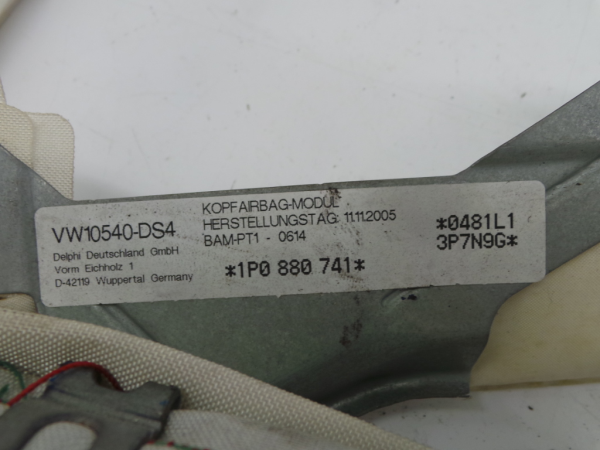 VW10540-DS4
Delphi Deutschland GmbH
Vorm Eichholz 1
D-42119 Wuppertal Germany
KOPFAIRBAG-MODUL
HERSTELLUNGSTAG: 11.11.2005
BAM-PT1 - 0614
*1P0 880 741*
*0481L1
3P7N9G*